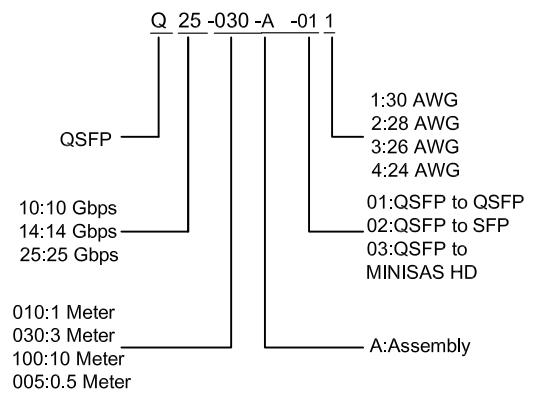 Q 25 -030 -A -01 1
QSFP
10:10 Gbps
14:14 Gbps
25:25 Gbps
010:1 Meter
030:3 Meter
100:10 Meter
005:0.5 Meter
1:30 AWG
2:28 AWG
3:26 AWG
4:24 AWG
01:QSFP to QSFP
02:QSFP to SFP
03:QSFP to
MINISAS HD
A:Assembly